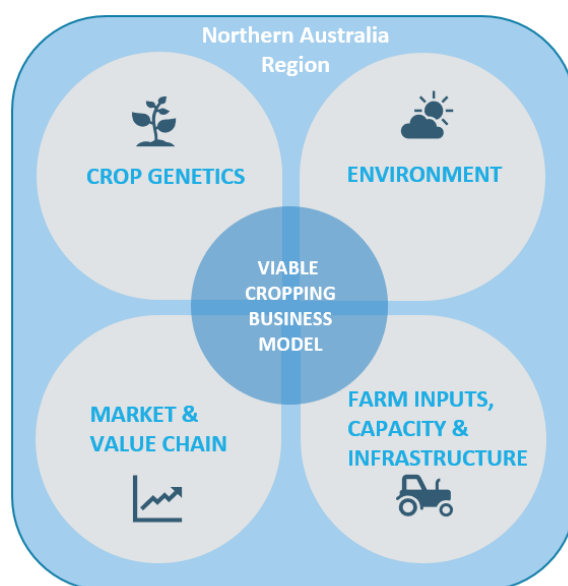 Northern Australia
Region
CROP GENETICS
ENVIRONMENT
VIABLE
CROPPING
BUSINESS
MODEL
MARKET &
VALUE CHAIN
FARM INPUTS,
CAPACITY &
INFRASTRUCTURE